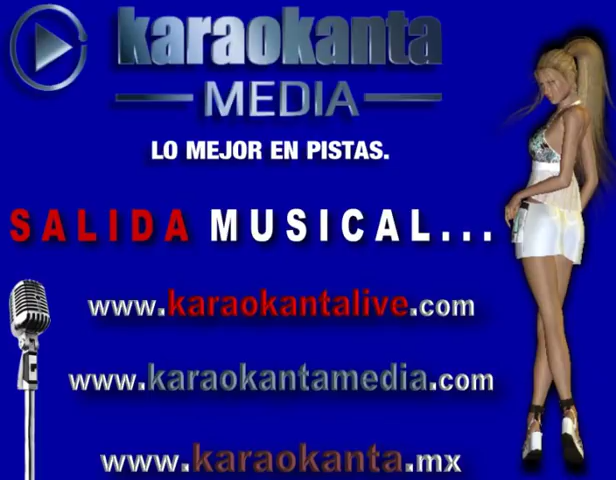 karaokanta
MEDIA
LO MEJOR EN PISTAS.
SALIDA MUSICAL...
www.karaokantalive.com
www.karaokantamedia.com
www.karaokanta.mx